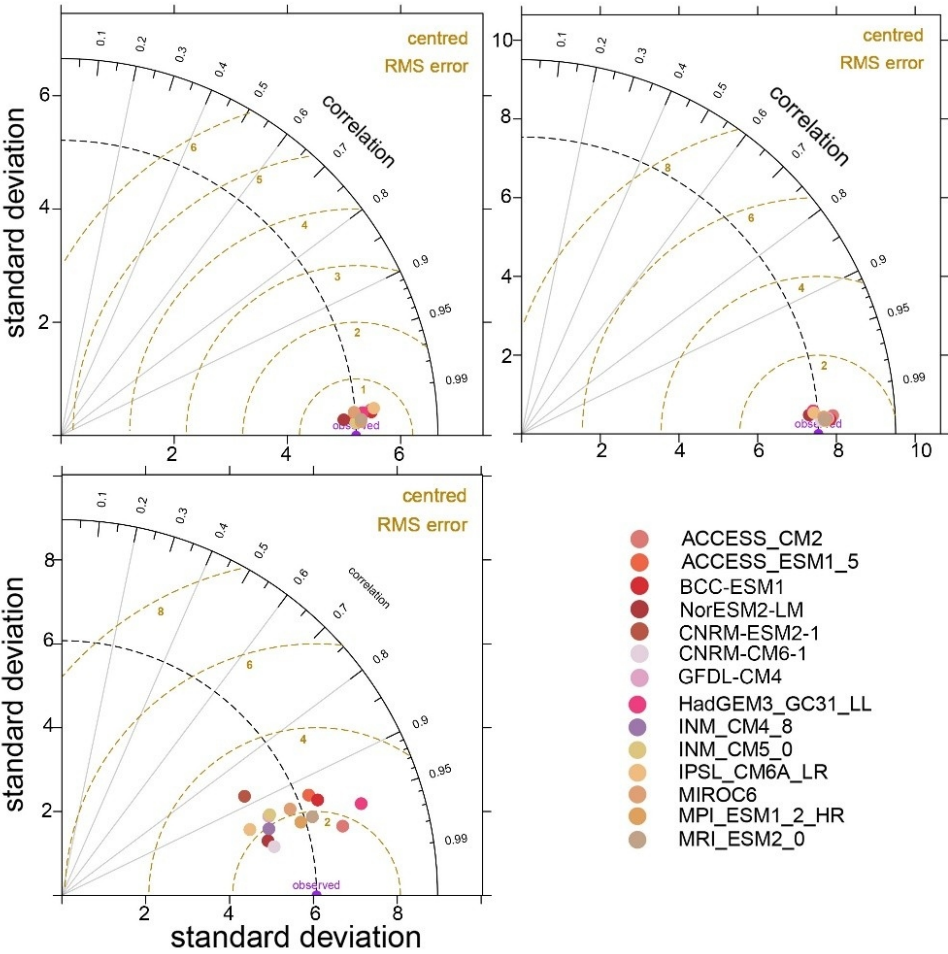 centred
RMS error
correlation
standard deviation
0.1
0.2
0.3
0.4
0.5
0.6
0.7
0.8
0.9
0.95
0.99
6
4
2
6
5
4
3
2
1
observed
2
4
6
centred
RMS error
correlation
0.1
0.2
0.3
0.4
0.6
0.7
0.8
0.9
0.95
0.99
10
8
6
4
2
8
6
4
2
observed
2
4
6
8
10
centred
RMS error
correlation
standard deviation
0.1
0.2
0.3
0.4
0.5
0.6
0.7
0.8
0.9
0.95
0.99
8
6
4
2
8
6
4
2
observed
2
4
6
8
standard deviation
ACCESS_CM2
ACCESS_ESM1_5
BCC-ESM1
NorESM2-LM
CNRM-ESM2-1
CNRM-CM6-1
GFDL-CM4
HadGEM3_GC31_LL
INM_CM4_8
INM_CM5_0
IPSL_CM6A_LR
MIROC6
MPI_ESM1_2_HR
MRI_ESM2_0